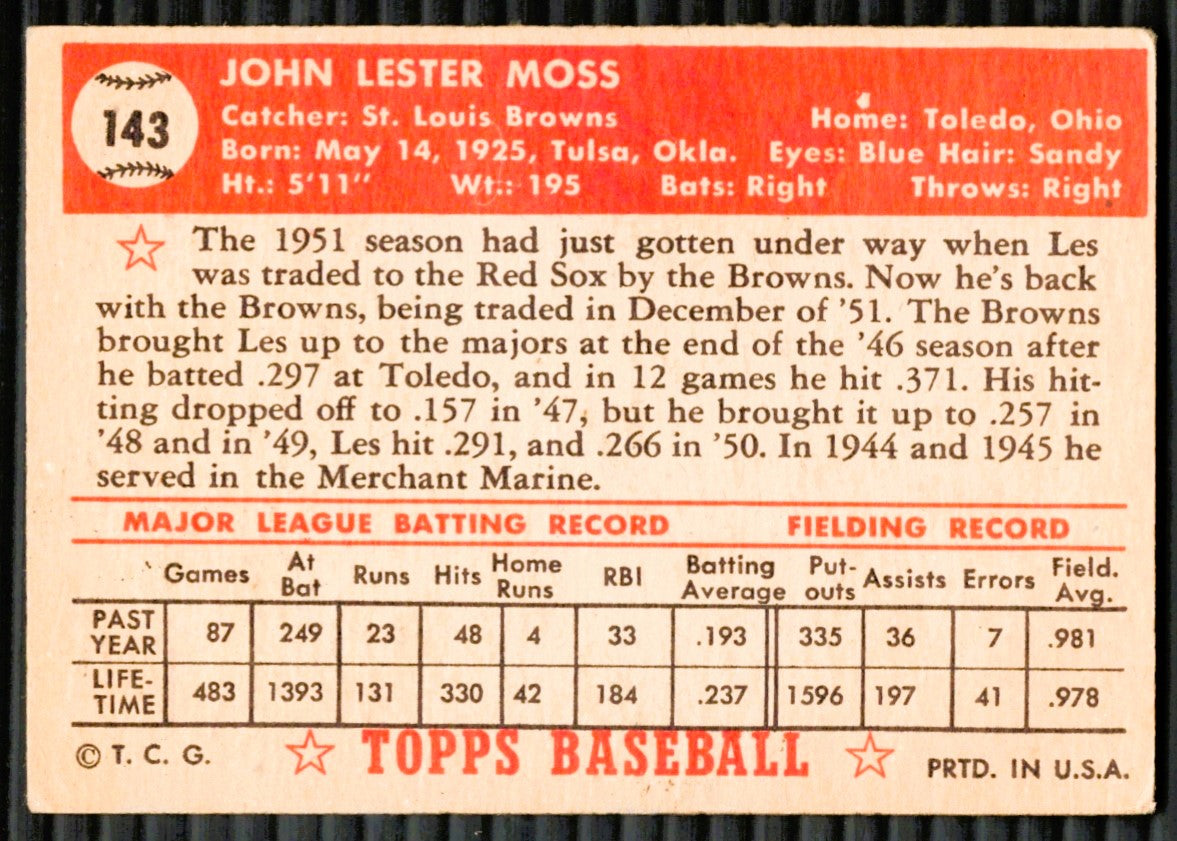 143
JOHN LESTER MOSS
Catcher: St. Louis Browns Home: Toledo, Ohio
Born: May 14, 1925, Tulsa, Okla. Eyes: Blue Hair: Sandy
Ht.: 5'11" Wt.: 195 Bats: Right Throws: Right
The 1951 season had just gotten under way when Les
was traded to the Red Sox by the Browns. Now he's back
with the Browns, being traded in December of '51. The Browns
brought Les up to the majors at the end of the '46 season after
he batted .297 at Toledo, and in 12 games he hit .371. His hit-
ting dropped off to .157 in '47, but he brought it up to .257 in
'48 and in '49, Les hit .291, and .266 in '50. In 1944 and 1945 he
served in the Merchant Marine.
MAJOR LEAGUE BATTING RECORD FIELDING RECORD
Games At Bat Runs Hits Home Runs RBI Batting Average Put-outs Assists Errors Field. Avg.
PAST YEAR 87 249 23 48 4 33 .193 335 36 7 .981
LIFE-TIME 483 1393 131 330 42 184 .237 1596 197 41 .978
© T. C. G. TOPPS BASEBALL PRTD. IN U.S.A.